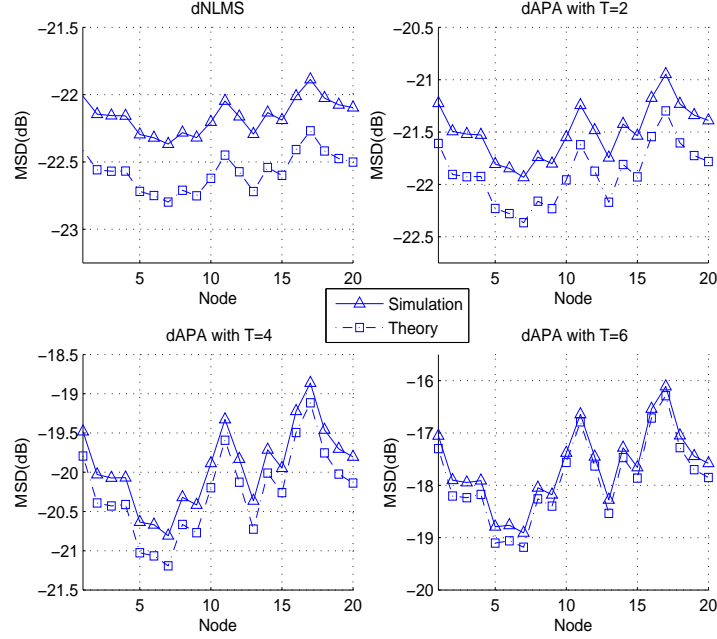 dNLMS
−21.5
−22
−22.5
−23
MSD(dB)
5
10
15
20
Node
dAPA with T=2
−20.5
−21
−21.5
−22
−22.5
MSD(dB)
5
10
15
20
Node
Simulation
Theory
dAPA with T=4
−18.5
−19
−19.5
−20
−20.5
−21
−21.5
MSD(dB)
5
10
15
20
Node
dAPA with T=6
−16
−17
−18
−19
−20
MSD(dB)
5
10
15
20
Node